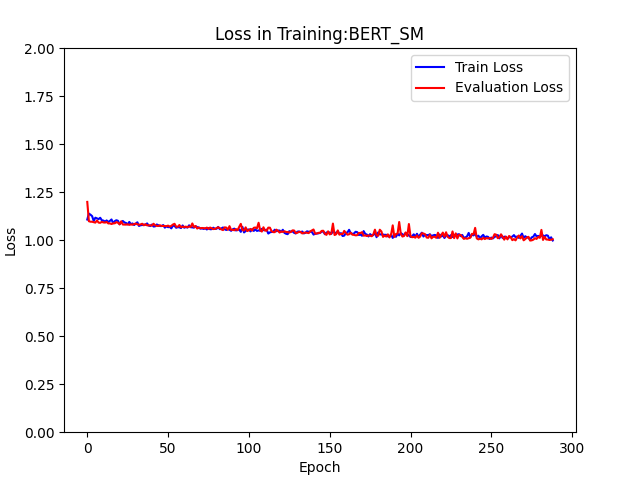 Loss in Training:BERT_SM
2.00
1.75
1.50
1.25
1.00
0.75
0.50
0.25
0.00
Loss
Train Loss
Evaluation Loss
0 50 100 150 200 250 300
Epoch